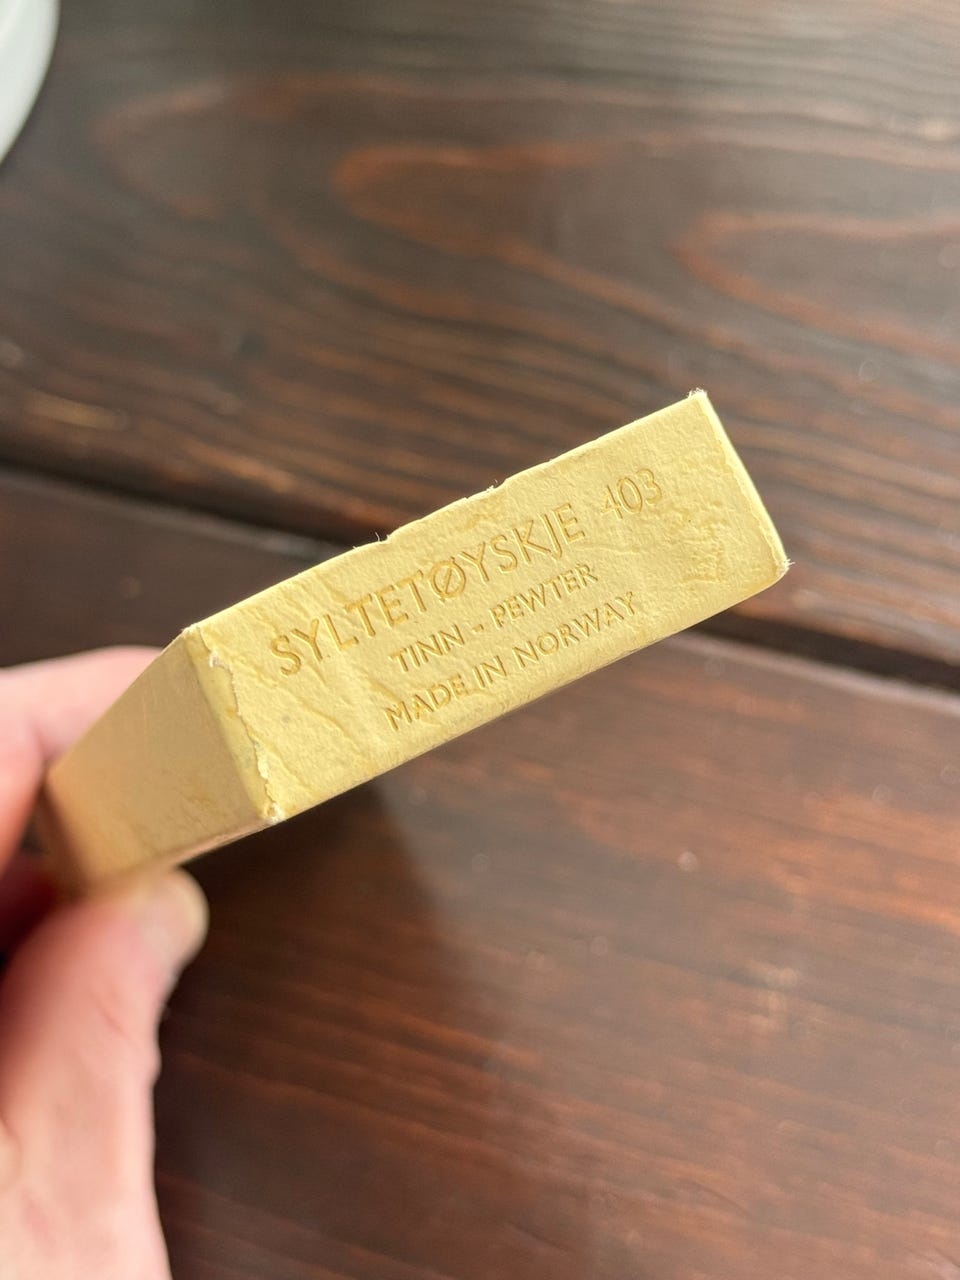 SYLTETØYSKJE 403
TINN - PEWTER
MADE IN NORWAY